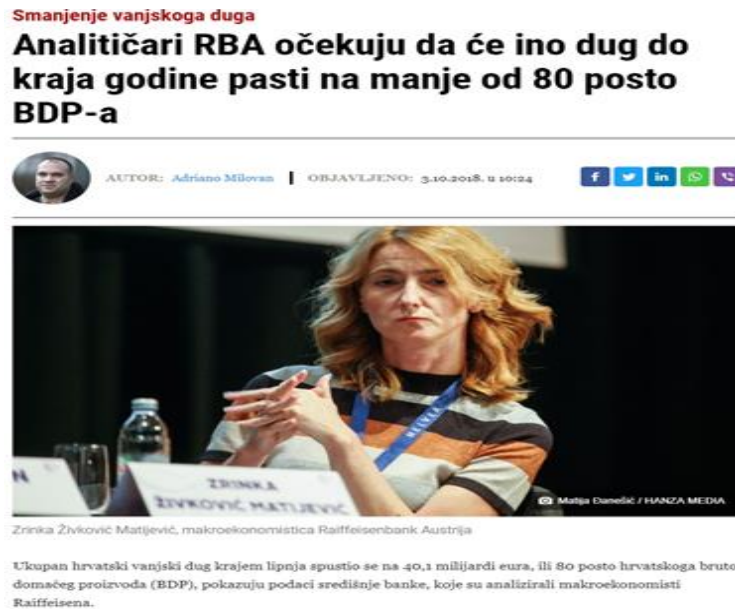 Smanjenje vanjskoga duga
Analitičari RBA očekuju da će ino dug do
kraja godine pasti na manje od 80 posto
BDP-a
AUTOR: Adriano Milovan | OBJAVLJENO: 3.10.2018. u 10:24
N
ZRINKA
ŽIVKOVIĆ MATIJEVIĆ
Matija Đanešić / HANZA MEDIA
Zrinka Živković Matijević, makroekonomistica Raiffeisenbank Austrija
Ukupan hrvatski vanjski dug krajem lipnja spustio se na 40,1 milijardi eura, ili 80 posto hrvatskoga bruto
domaćeg proizvoda (BDP), pokazuju podaci središnje banke, koje su analizirali makroekonomisti
Raiffeisena.